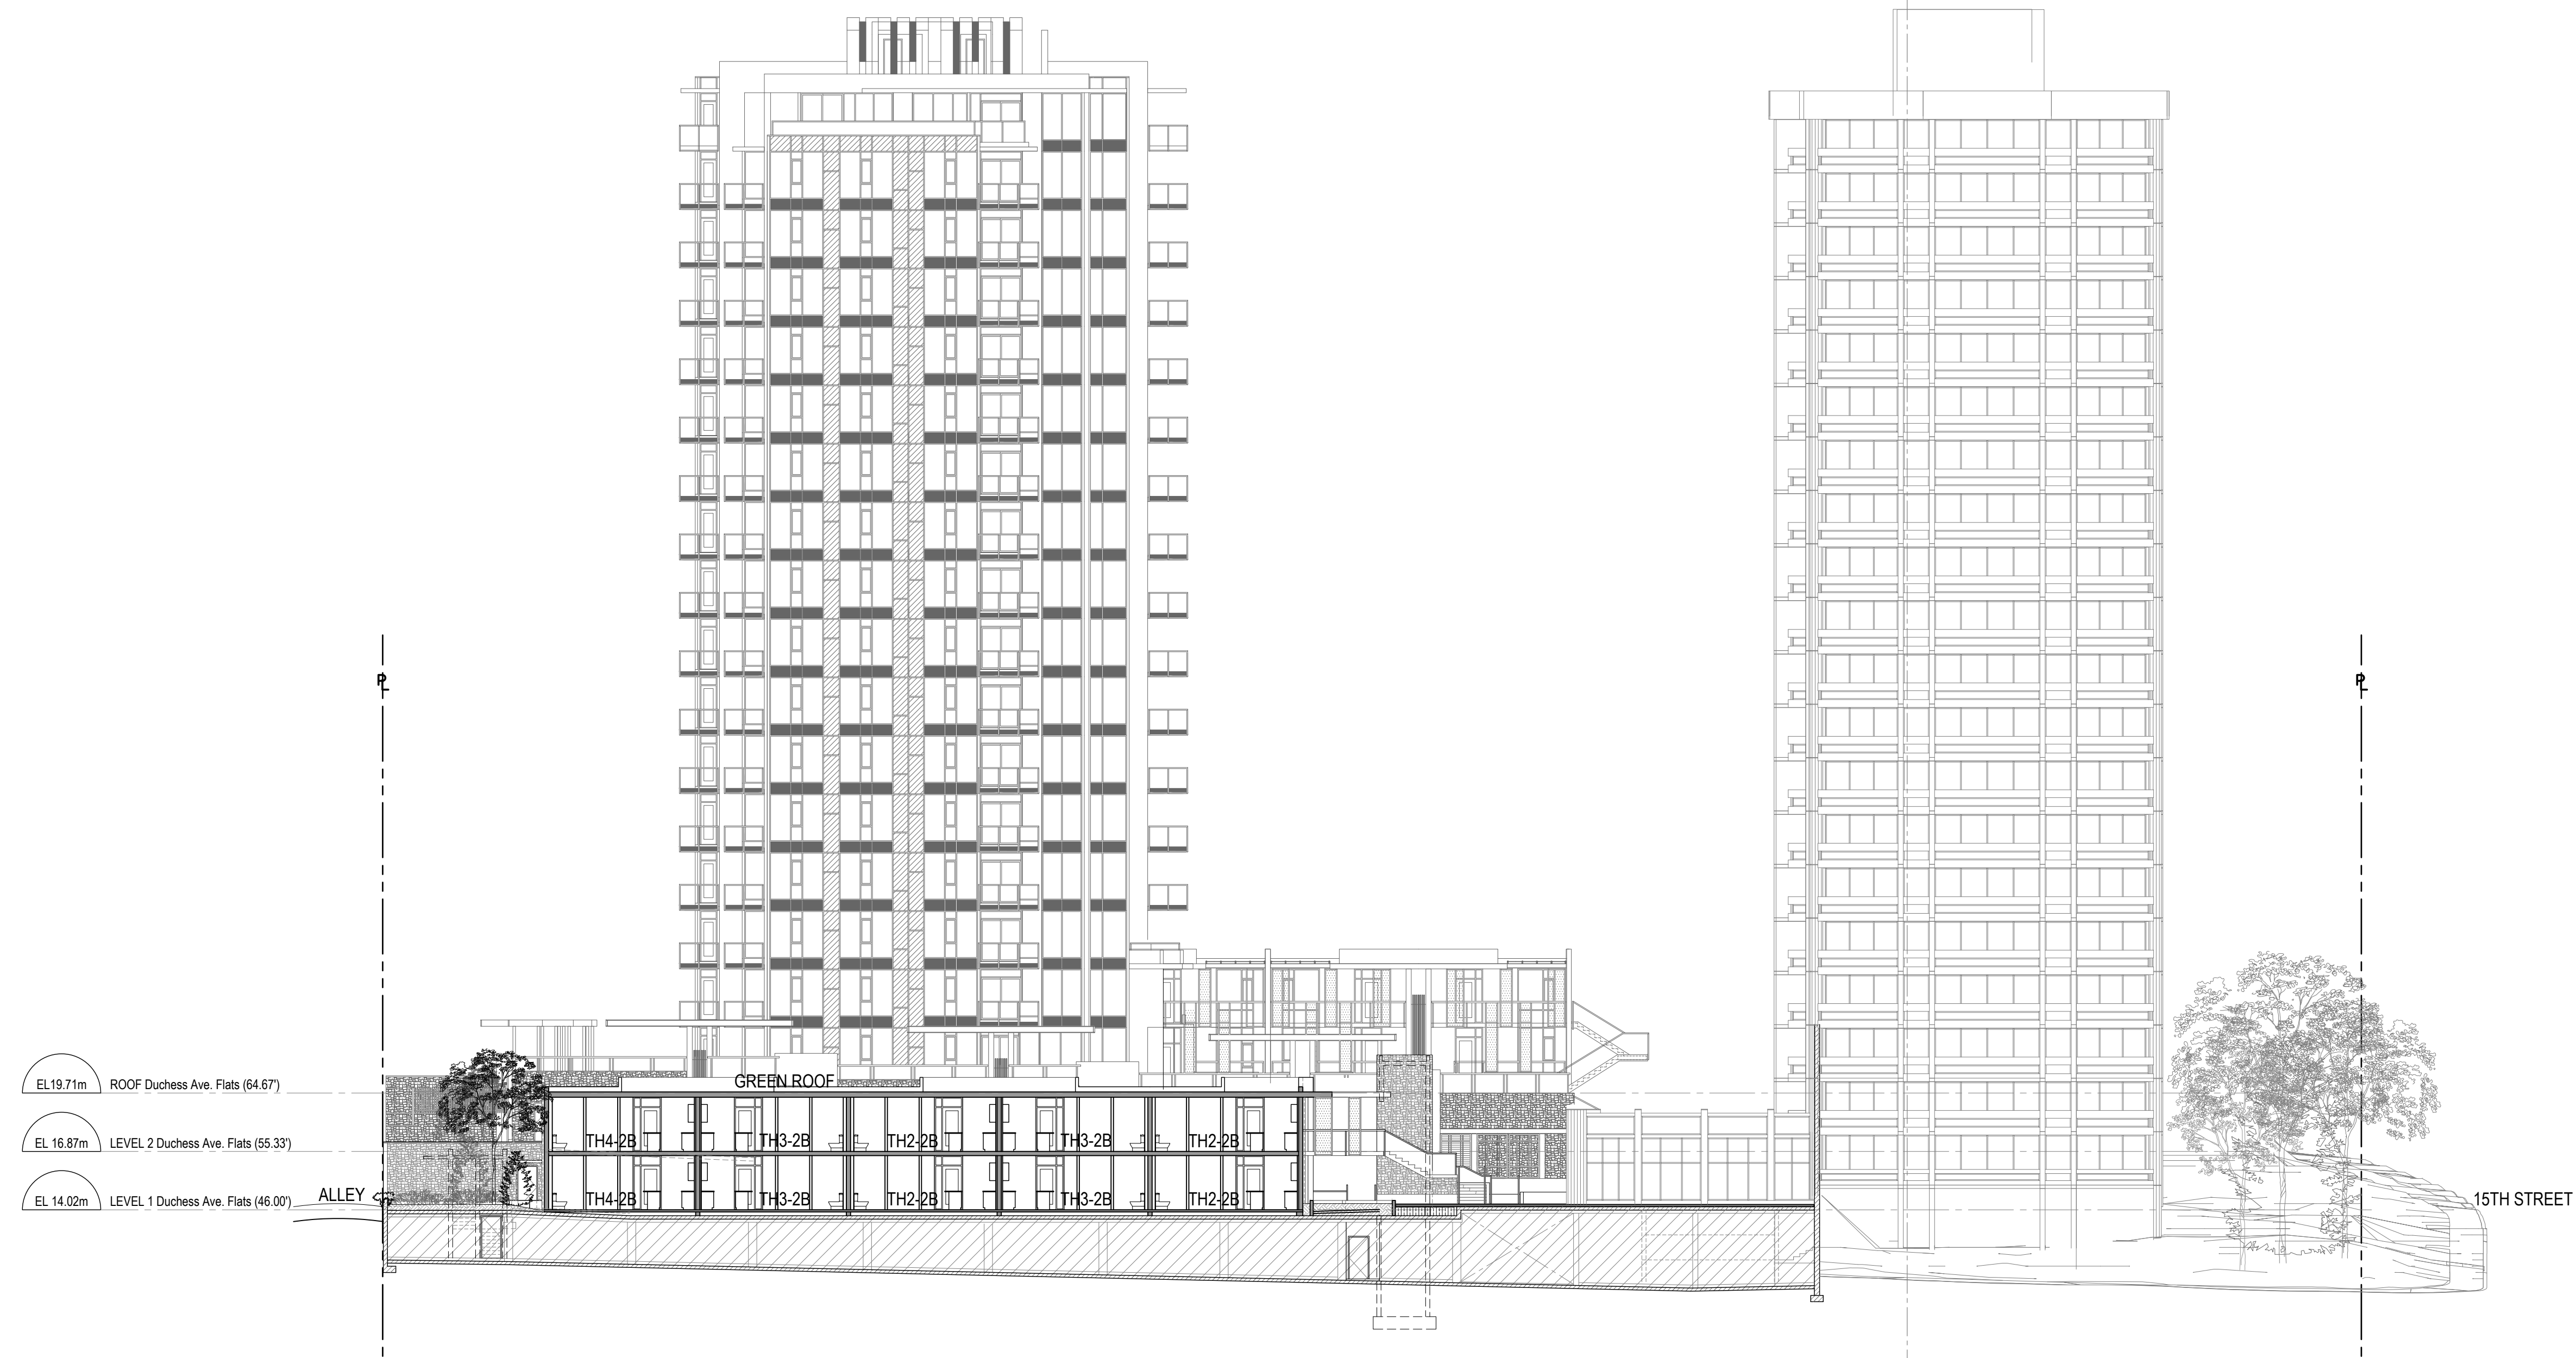 PL
PL
GREEN ROOF
EL19.71m ROOF Duchess Ave. Flats (64.67')
EL 16.87m LEVEL 2 Duchess Ave. Flats (55.33')
TH4-2B TH3-2B TH2-2B TH3-2B TH2-2B
EL 14.02m LEVEL 1 Duchess Ave. Flats (46.00')
ALLEY
TH4-2B TH3-2B TH2-2B TH3-2B TH2-2B
15TH STREET